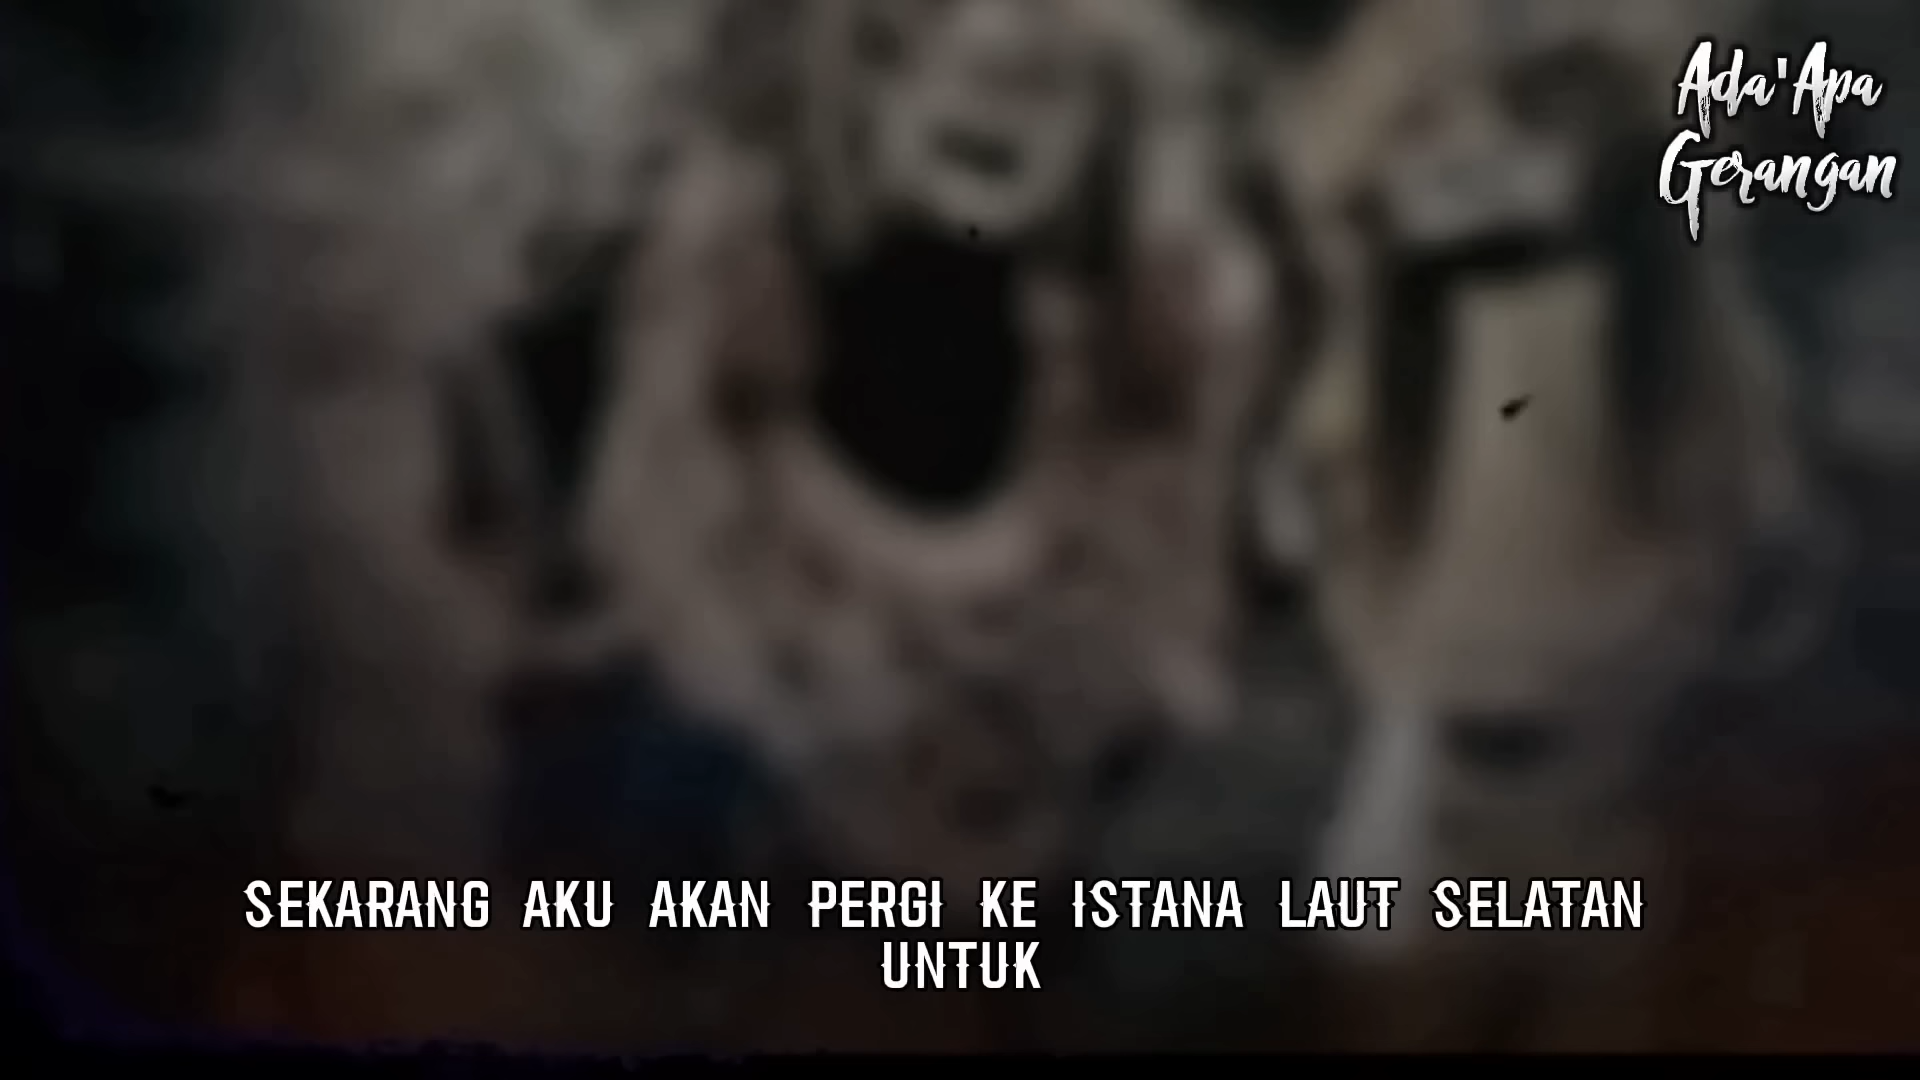 Ada'Apa
Gerangan
SEKARANG AKU AKAN PERGI KE ISTANA LAUT SELATAN
UNTUK